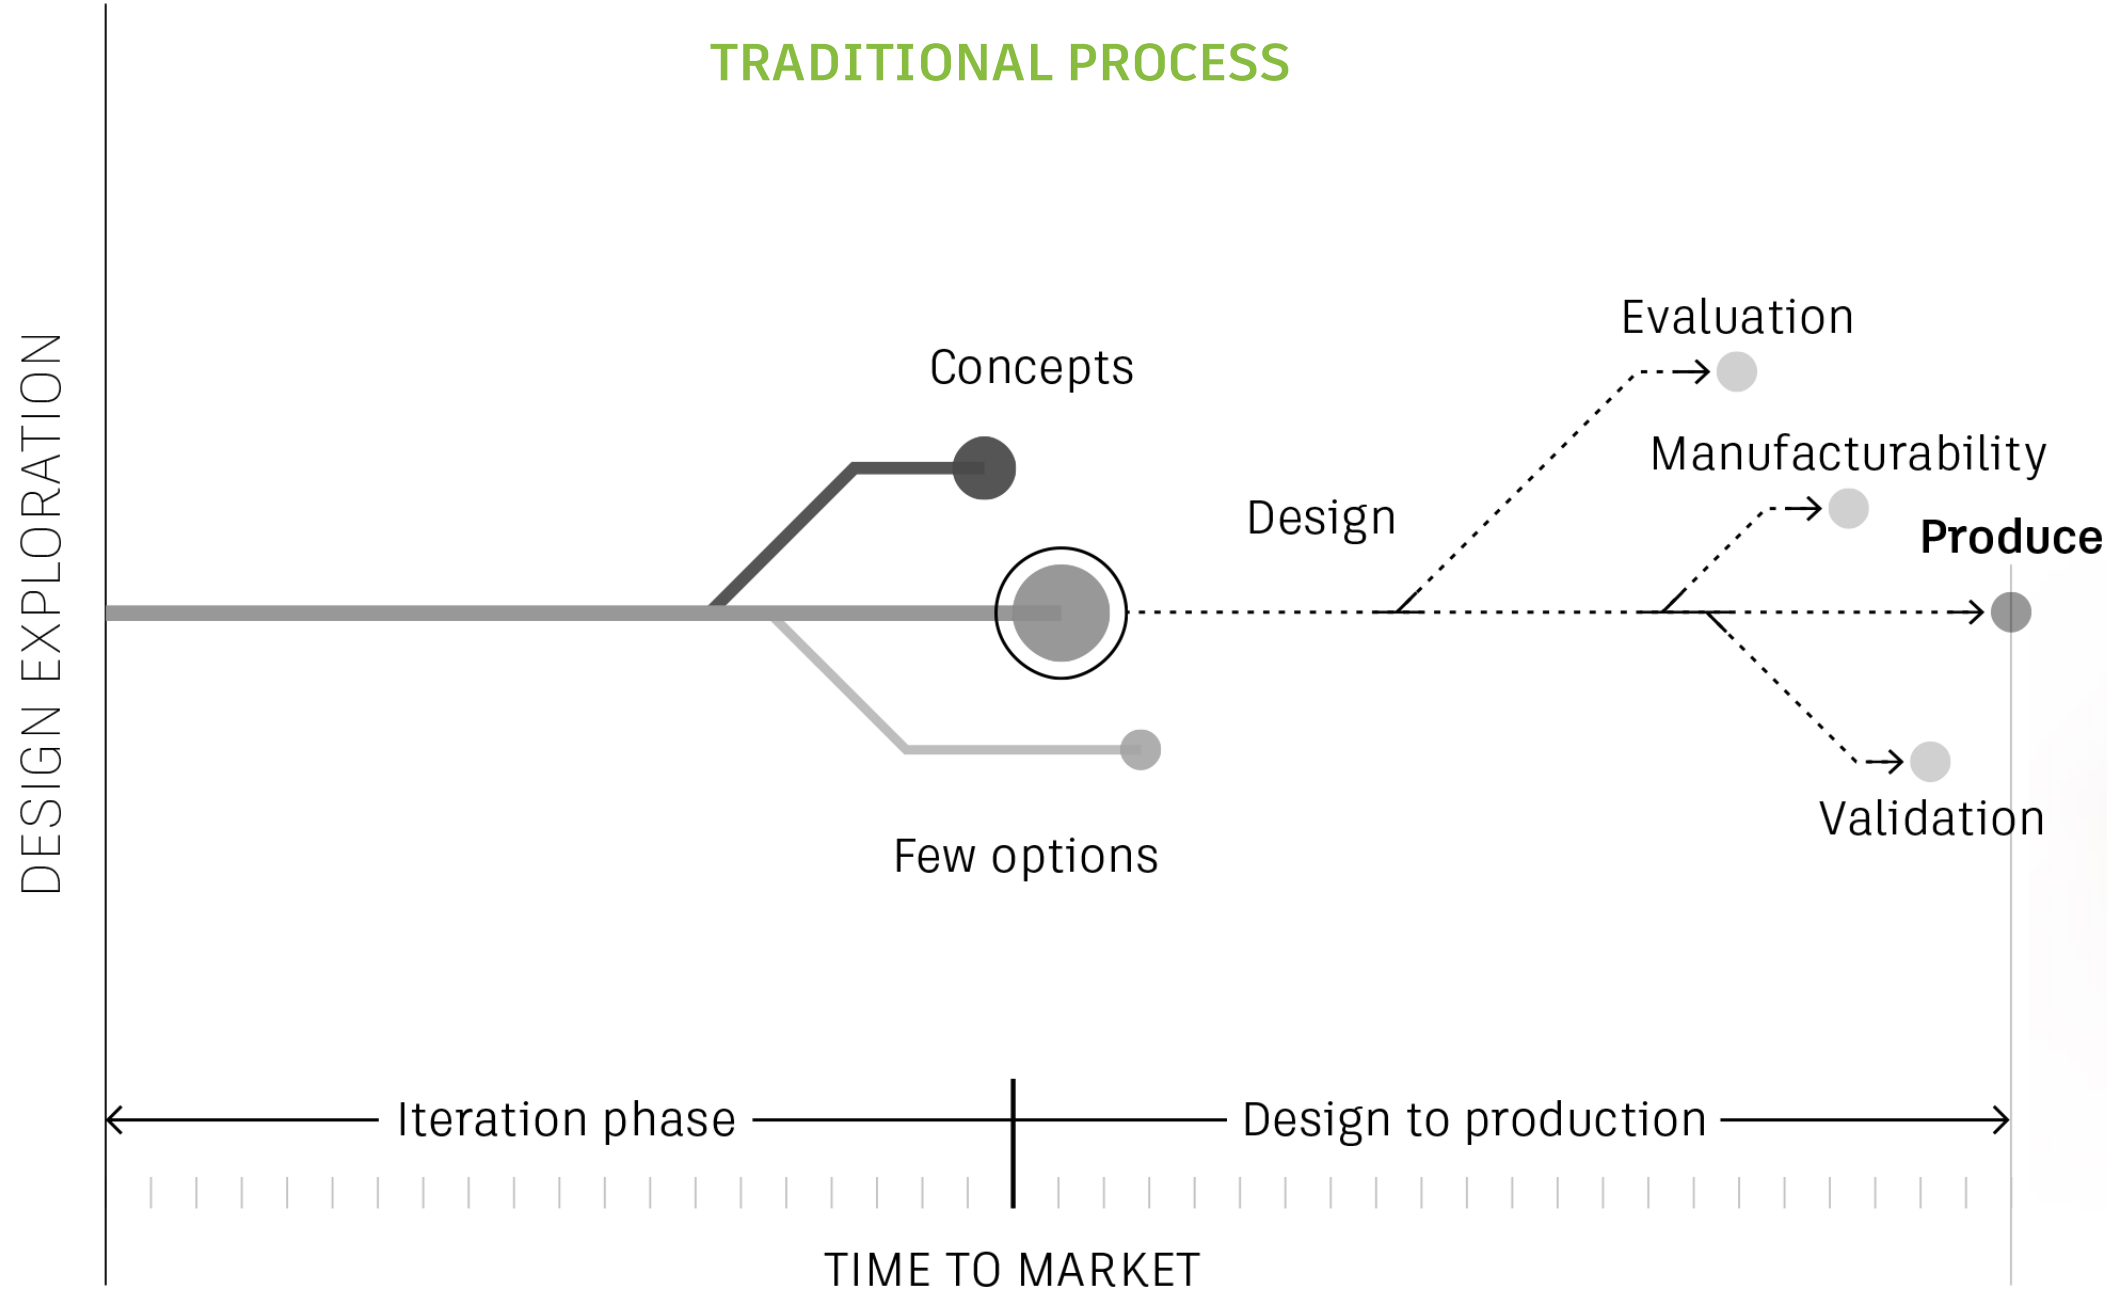 TRADITIONAL PROCESS
DESIGN EXPLORATION
Concepts
Few options
Design
Evaluation
Manufacturability
Produce
Validation
Iteration phase
Design to production
TIME TO MARKET